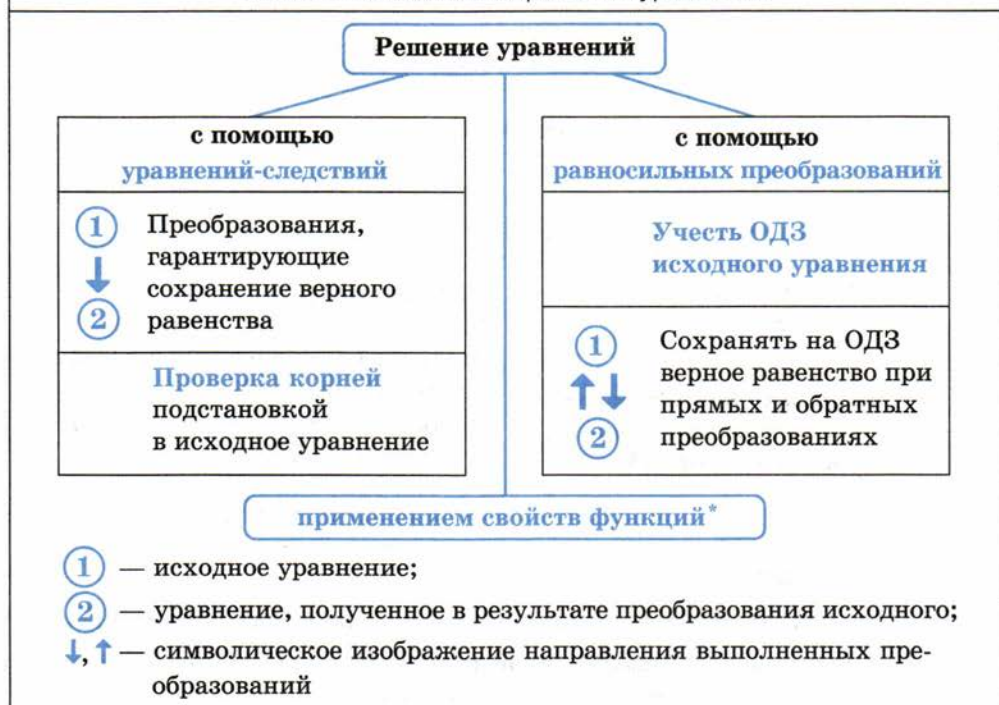 Решение уравнений
с помощью
уравнений-следствий
1 Преобразования,
гарантирующие
сохранение верного
2 равенства
Проверка корней
подстановкой
в исходное уравнение
с помощью
равносильных преобразований
Учесть ОДЗ
исходного уравнения
1 Сохранять на ОДЗ
верное равенство при
прямых и обратных
2 преобразованиях
применением свойств функций*
1 — исходное уравнение;
2 — уравнение, полученное в результате преобразования исходного;
↓, ↑ — символическое изображение направления выполненных пре-
образований